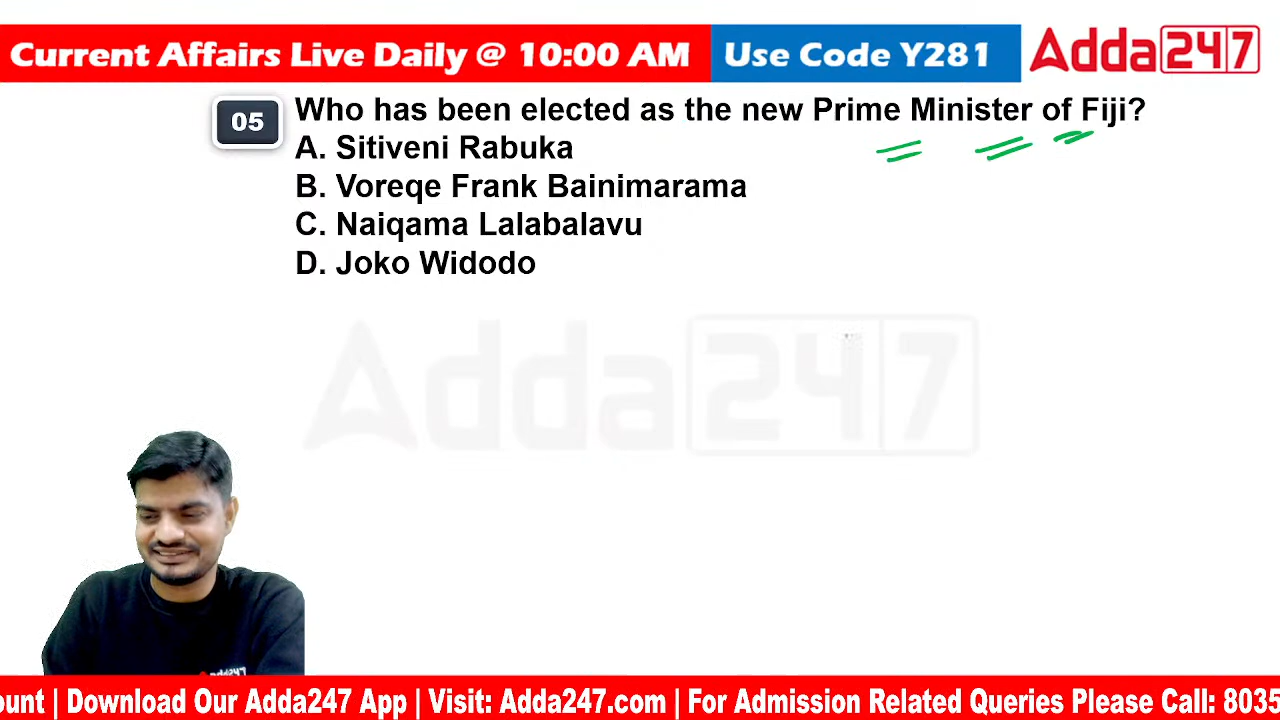 Current Affairs Live Daily @ 10:00 AM
Use Code Y281
Adda247
05
Who has been elected as the new Prime Minister of Fiji?
A. Sitiveni Rabuka
B. Voreqe Frank Bainimarama
C. Naiqama Lalabalavu
D. Joko Widodo
Adda247
ount | Download Our Adda247 App | Visit: Adda247.com | For Admission Related Queries Please Call: 8035